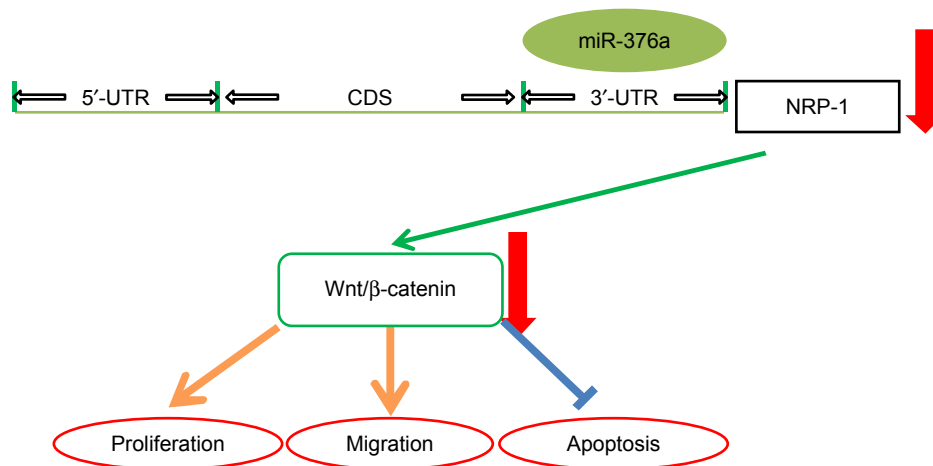 miR-376a
5′-UTR
CDS
3′-UTR
NRP-1
Wnt/β-catenin
Proliferation
Migration
Apoptosis